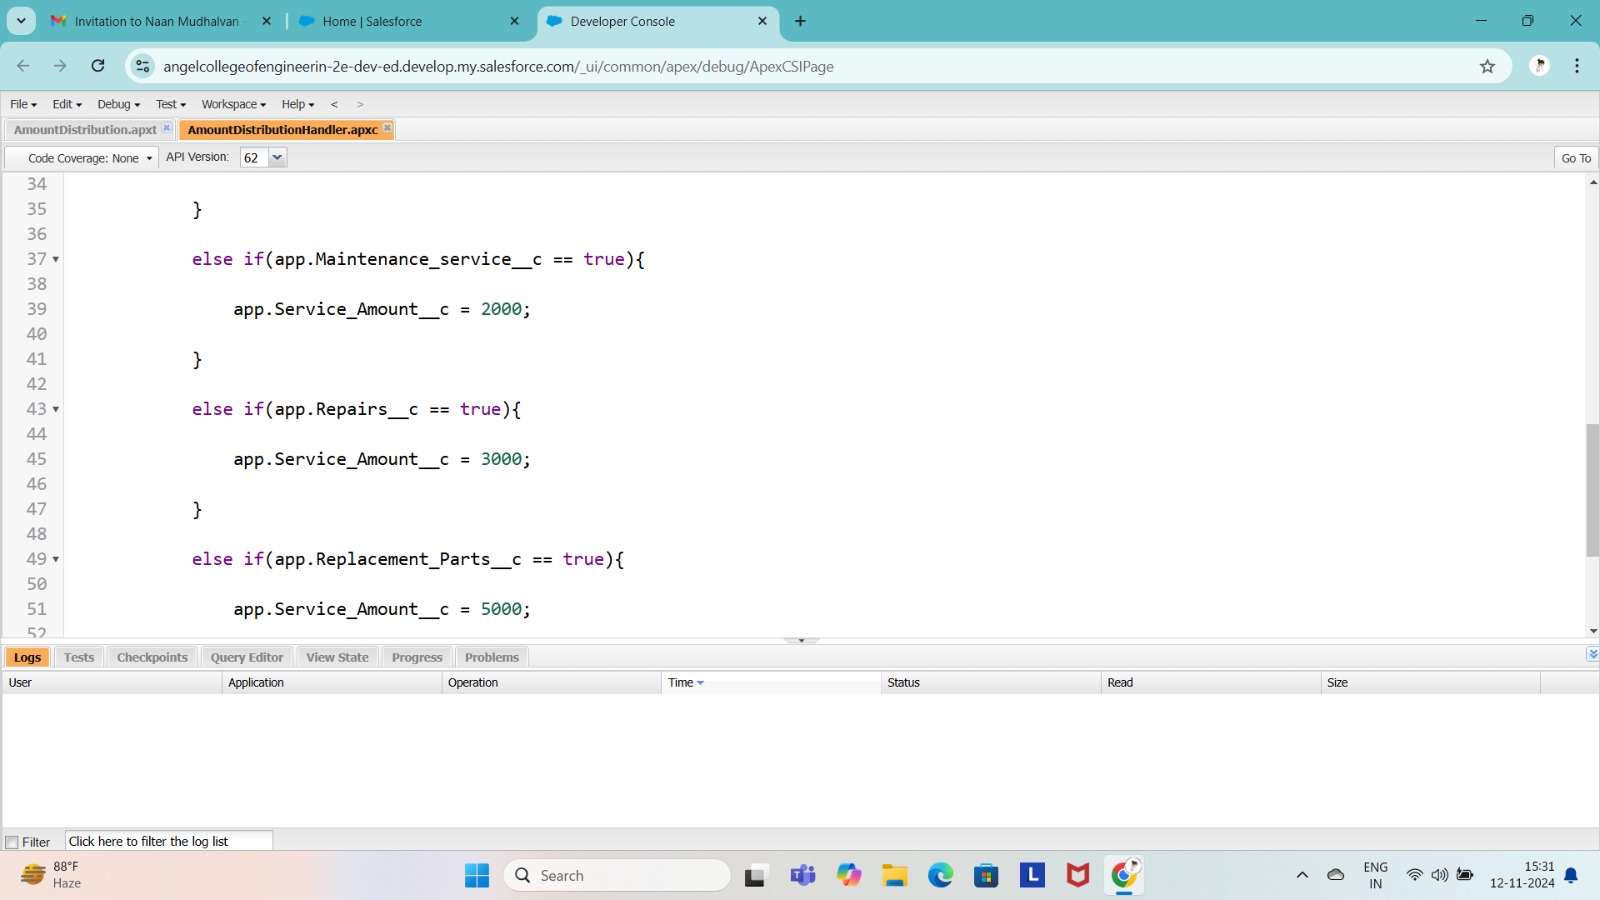 Invitation to Naan Mudhalvan
Home | Salesforce
Developer Console
angelcollegeofengineerin-2e-dev-ed.develop.my.salesforce.com/_ui/common/apex/debug/ApexCSIPage
File Edit Debug Test Workspace Help < >
AmountDistribution.apxt AmountDistributionHandler.apxc
Code Coverage: None API Version: 62 Go To
34
35 }
36
37 else if(app.Maintenance_service__c == true){
38
39 app.Service_Amount__c = 2000;
40
41 }
42
43 else if(app.Repairs__c == true){
44
45 app.Service_Amount__c = 3000;
46
47 }
48
49 else if(app.Replacement_Parts__c == true){
50
51 app.Service_Amount__c = 5000;
52
Logs Tests Checkpoints Query Editor View State Progress Problems
User Application Operation Time Status Read Size
Filter Click here to filter the log list
88°F
Haze
Search
L
ENG
IN
15:31
12-11-2024